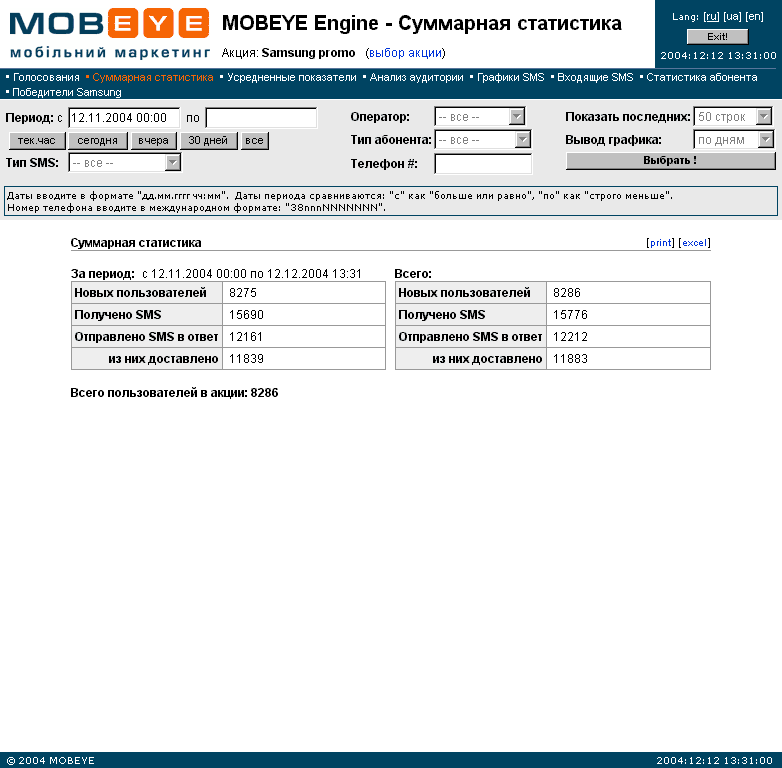 MOBEYE
мобільний маркетинг
MOBEYE Engine - Суммарная статистика
Акция: Samsung promo (выбор акции)
Lang: [ru] [ua] [en]
Exit!
2004:12:12 13:31:00
• Голосования • Суммарная статистика • Усредненные показатели • Анализ аудитории • Графики SMS • Входящие SMS • Статистика абонента
• Победители Samsung
Период: с 12.11.2004 00:00 по
Оператор: -- все --
Показать последних: 50 строк
тек.час сегодня вчера 30 дней все
Тип абонента: -- все --
Вывод графика: по дням
Тип SMS: -- все --
Телефон #:
Выбрать !
Даты вводите в формате "дд.мм.гггг чч:мм". Даты периода сравниваются: "с" как "больше или равно", "по" как "строго меньше".
Номер телефона вводите в международном формате: "38nnnNNNNNNN".
Суммарная статистика [print] [excel]
За период: с 12.11.2004 00:00 по 12.12.2004 13:31
Новых пользователей 8275
Получено SMS 15690
Отправлено SMS в ответ 12161
из них доставлено 11839
Всего:
Новых пользователей 8286
Получено SMS 15776
Отправлено SMS в ответ 12212
из них доставлено 11883
Всего пользователей в акции: 8286
© 2004 MOBEYE 2004:12:12 13:31:00